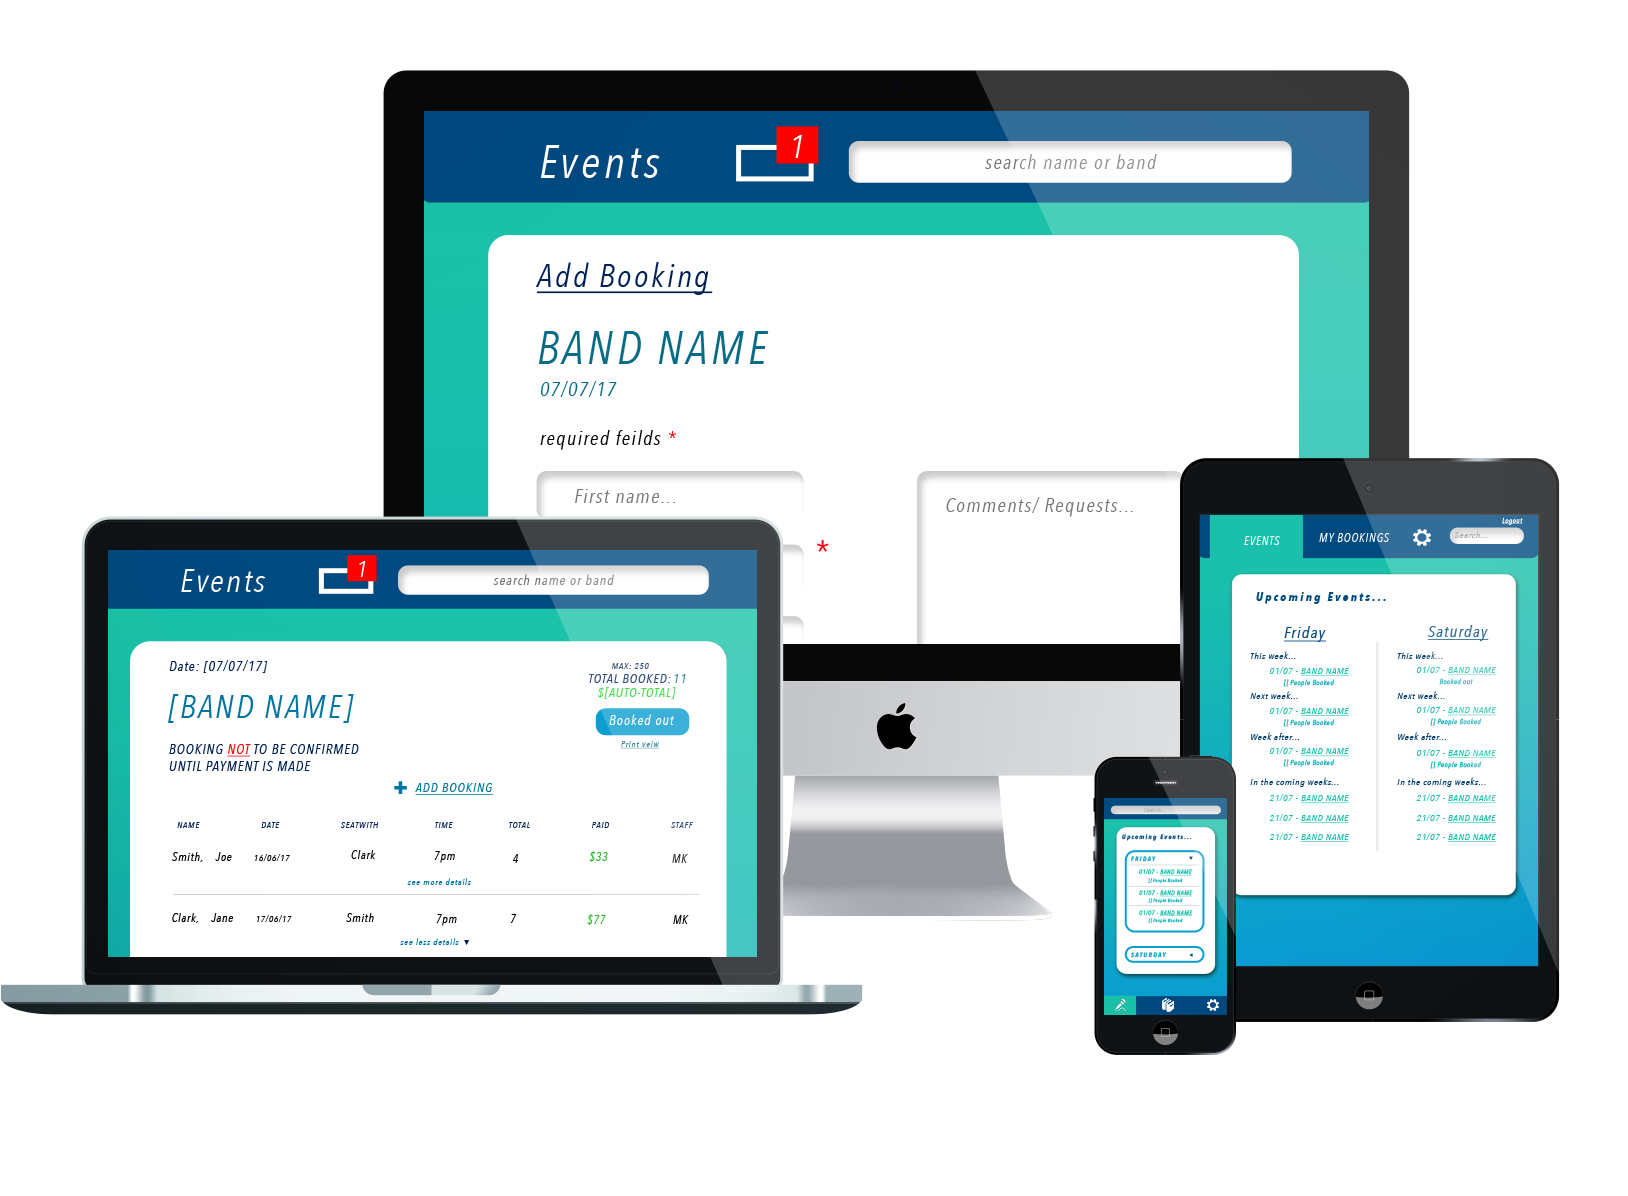 Events
1
search name or band
Add Booking
BAND NAME
07/07/17
required feilds *
First name...
Comments/ Requests...
*
Events
1
search name or band
Date: [07/07/17]
MAX: 250
TOTAL BOOKED: 11
$[AUTO-TOTAL]
[BAND NAME]
Booked out
Print veiw
BOOKING NOT TO BE CONFIRMED
UNTIL PAYMENT IS MADE
ADD BOOKING
NAME DATE SEATWITH TIME TOTAL PAID STAFF
Smith, Joe 16/06/17 Clark 7pm 4 $33 MK
see more details
Clark, Jane 17/06/17 Smith 7pm 7 $77 MK
see less details ▼
Logout
EVENTS MY BOOKINGS Search...
Upcoming Events...
Friday
This week...
01/07 - BAND NAME
[] People Booked
Next week...
01/07 - BAND NAME
[] People Booked
Week after...
01/07 - BAND NAME
[] People Booked
In the coming weeks...
21/07 - BAND NAME
21/07 - BAND NAME
21/07 - BAND NAME
Saturday
This week...
01/07 - BAND NAME
Booked out
Next week...
01/07 - BAND NAME
[] People Booked
Week after...
01/07 - BAND NAME
[] People Booked
In the coming weeks...
21/07 - BAND NAME
21/07 - BAND NAME
21/07 - BAND NAME
Search...
Upcoming Events...
FRIDAY ▼
01/07 - BAND NAME
[] People Booked
01/07 - BAND NAME
[] People Booked
01/07 - BAND NAME
[] People Booked
SATURDAY ◄